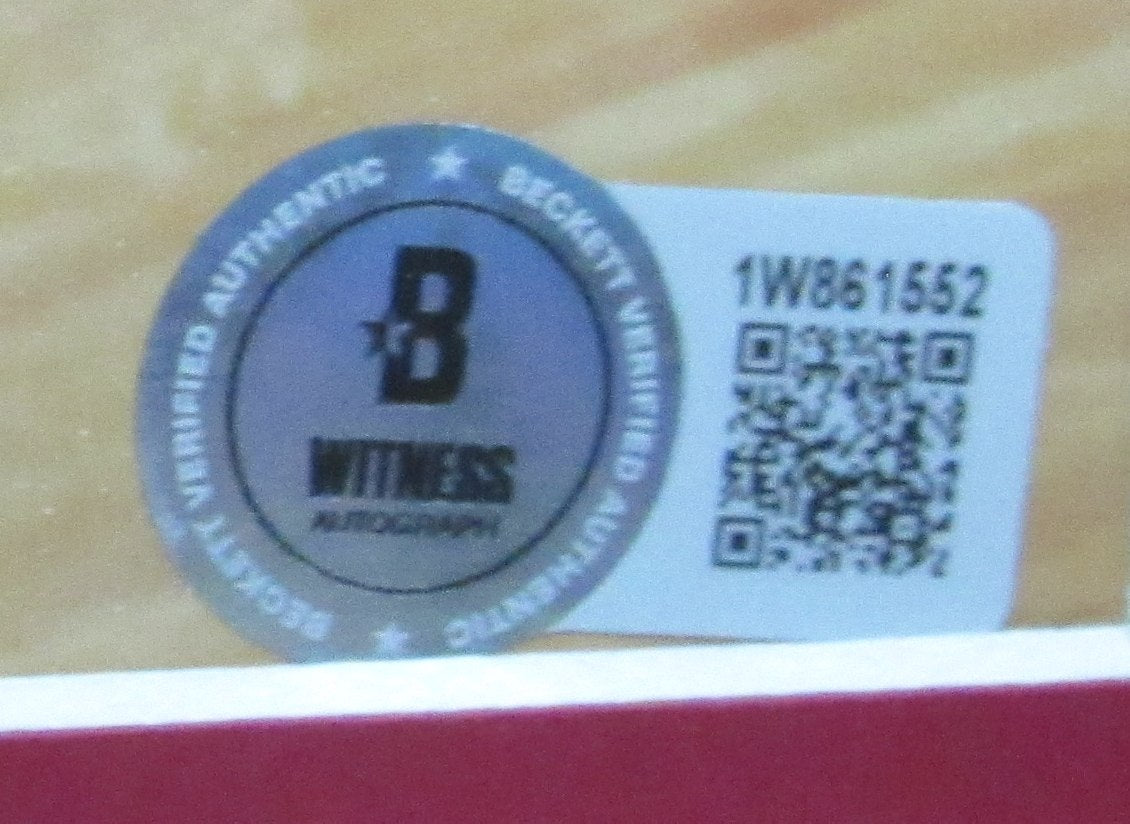 BECKETT VERIFIED AUTHENTIC ★ BECKETT VERIFIED AUTHENTIC ★
B
WITNESS
AUTOGRAPH
1W861552